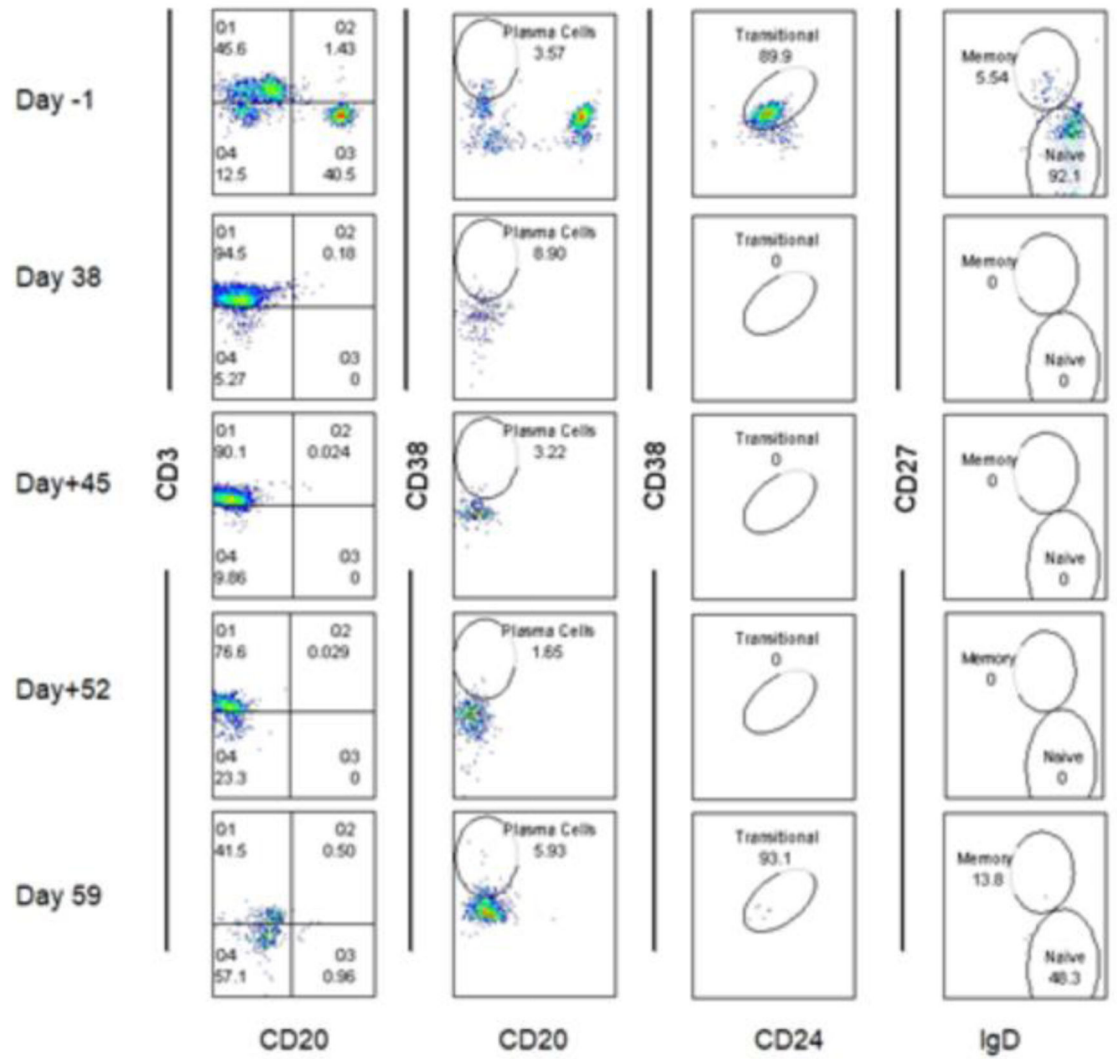 Q1
45.6
Q2
1.43
Plasma Cells
3.57
Transitional
89.9
Memory
5.54
Day -1
Q4
12.5
Q3
40.5
Naive
92.1
Q1
94.5
Q2
0.18
Plasma Cells
8.90
Transitional
0
Memory
0
Day 38
Q4
5.27
Q3
0
Naive
0
Q1
90.1
Q2
0.024
Plasma Cells
3.22
Transitional
0
Memory
0
Day+45
CD3
CD38
CD38
CD27
Q4
9.86
Q3
0
Naive
0
Q1
76.6
Q2
0.029
Plasma Cells
1.65
Transitional
0
Memory
0
Day+52
Q4
23.3
Q3
0
Naive
0
Q1
41.5
Q2
0.50
Plasma Cells
5.93
Transitional
93.1
Memory
13.8
Day 59
Q4
57.1
Q3
0.96
Naive
48.3
CD20
CD20
CD24
IgD